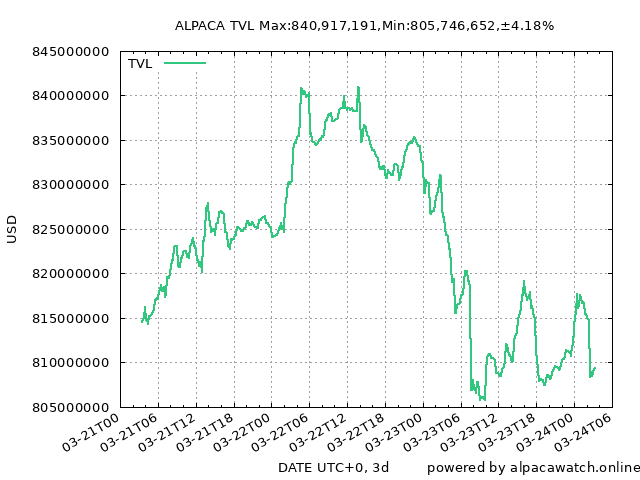 ALPACA TVL Max:840,917,191,Min:805,746,652,±4.18%
TVL
USD
845000000
840000000
835000000
830000000
825000000
820000000
815000000
810000000
805000000
03-21T00
03-21T06
03-21T12
03-21T18
03-22T00
03-22T06
03-22T12
03-22T18
03-23T00
03-23T06
03-23T12
03-23T18
03-24T00
03-24T06
DATE UTC+0, 3d
powered by alpacawatch.online